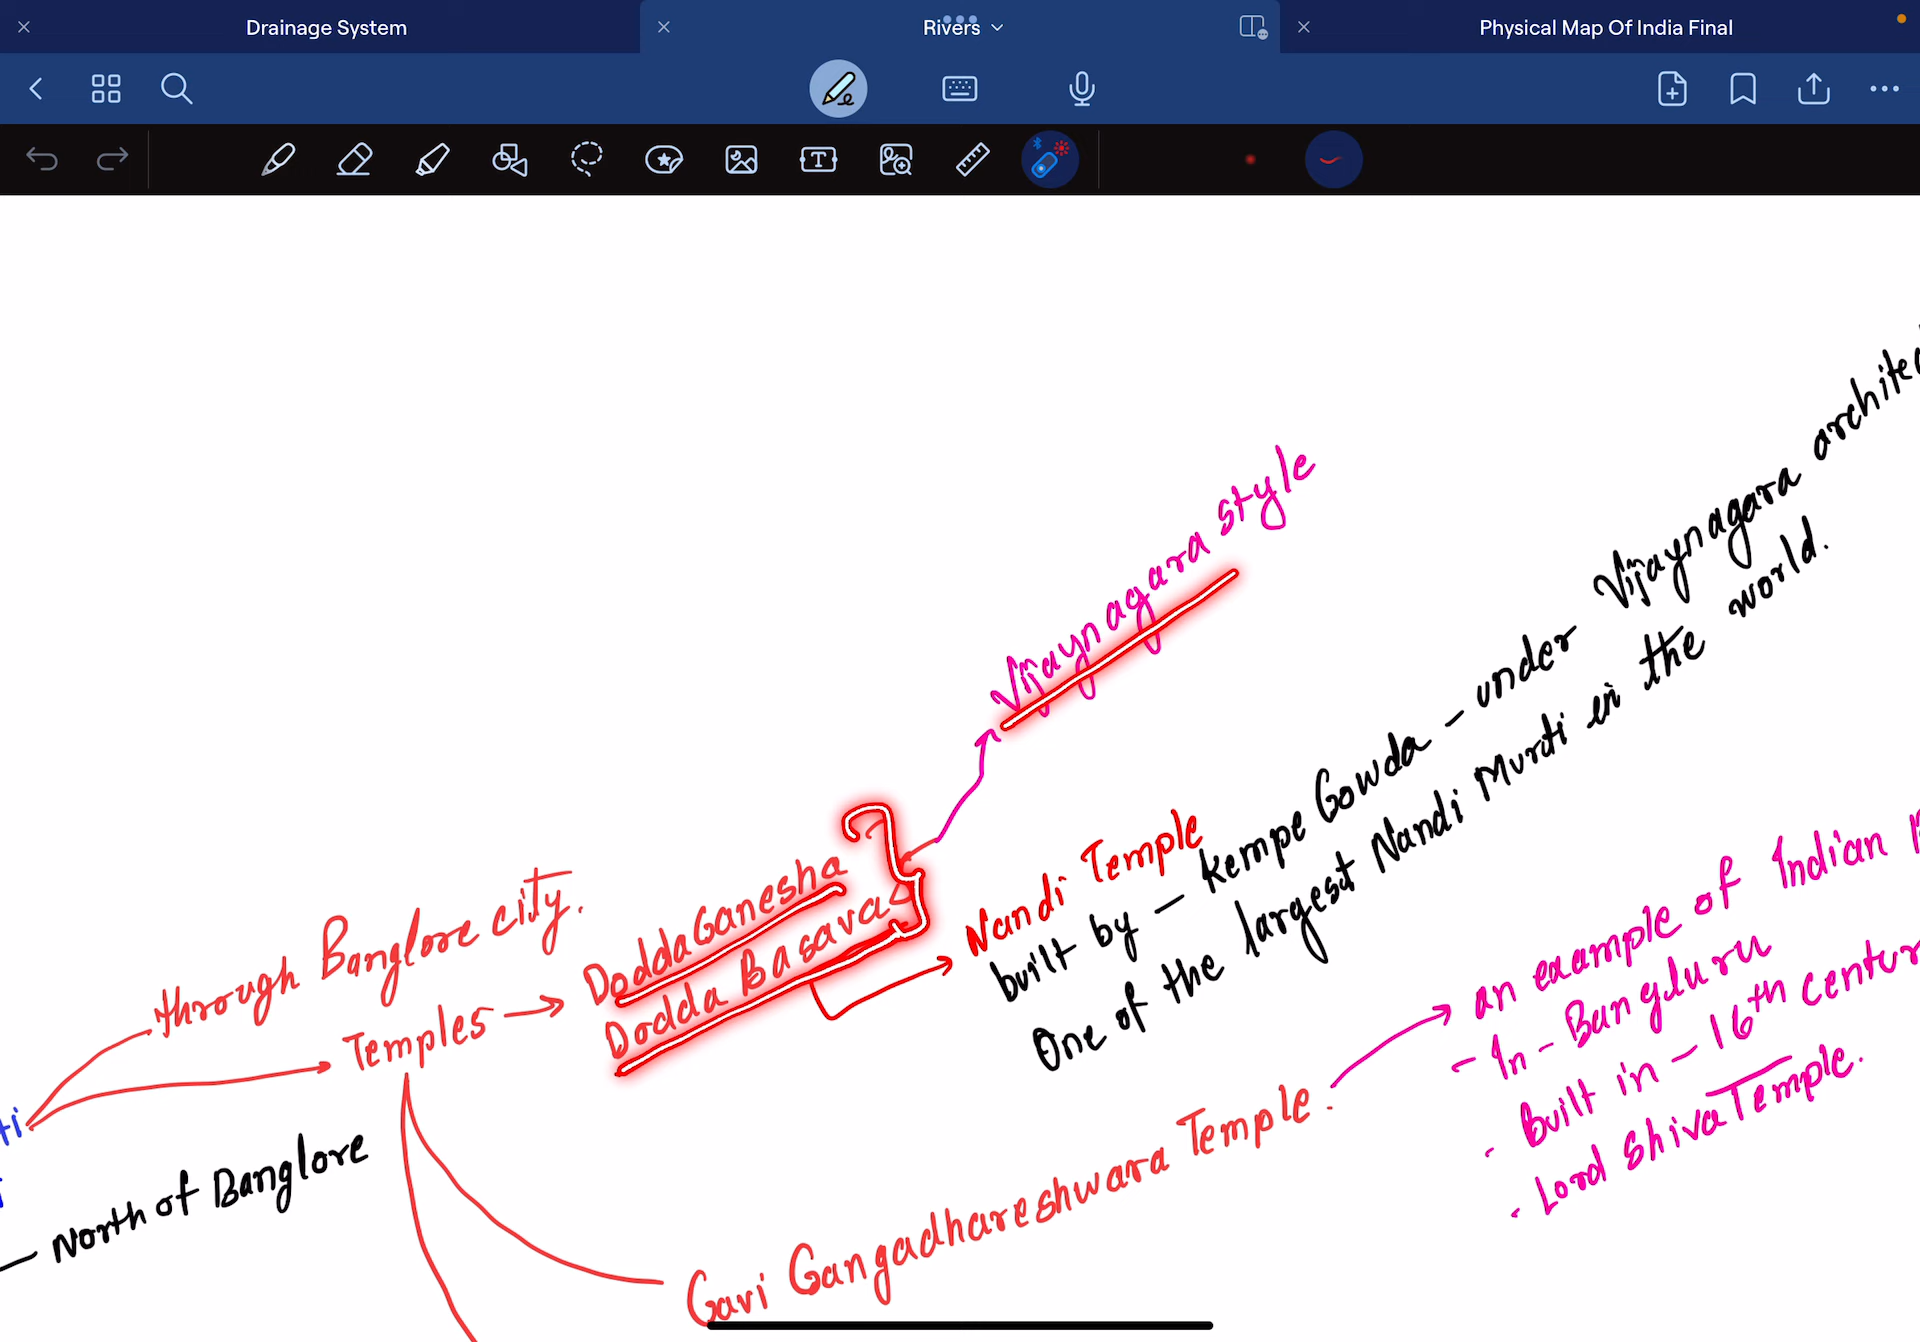 Drainage System
Rivers
Physical Map Of India Final
Vijaynagara style
through Banglore city.
Temples
Dodda Ganesha
Dodda Basava
Nandi Temple
built by - Kempe Gowda - under Vijaynagara
One of the largest Nandi Murti in the world.
North of Banglore
Gavi Gangadhareshwara Temple.
an example of Indian
- In - Bangluru
- Built in - 16th
- Lord Shiva Temple.